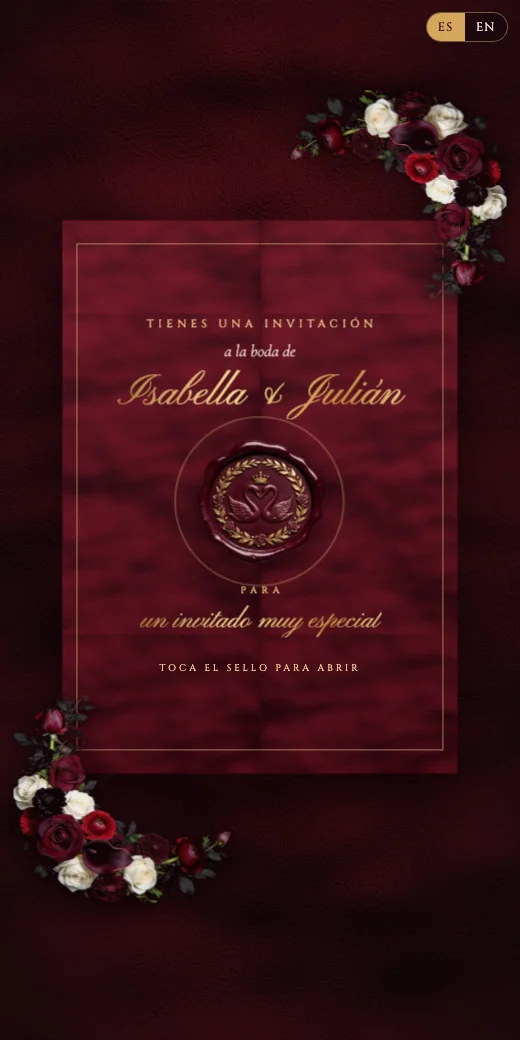 ES EN
TIENES UNA INVITACIÓN
a la boda de
Isabella & Julián
PARA
un invitado muy especial
TOCA EL SELLO PARA ABRIR